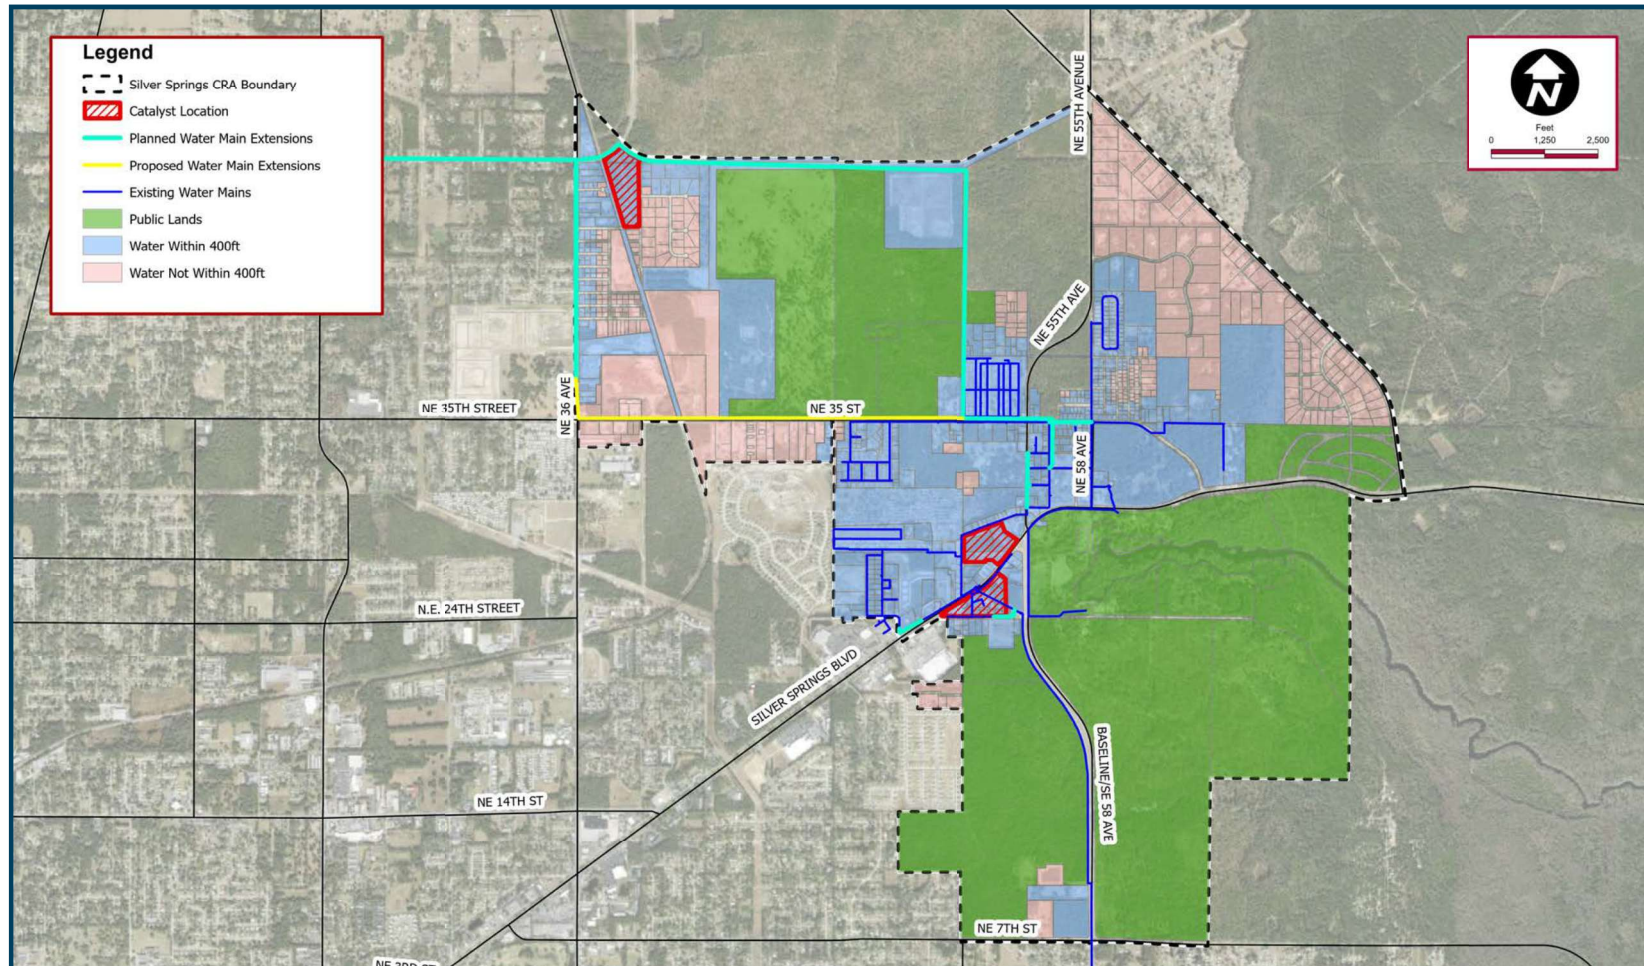 Legend
Silver Springs CRA Boundary
Catalyst Location
Planned Water Main Extensions
Proposed Water Main Extensions
Existing Water Mains
Public Lands
Water Within 400ft
Water Not Within 400ft
N
Feet
0 1,250 2,500
NE 55TH AVENUE
NE 55TH AVE
NE 36 AVE
NE 35TH STREET
NE 35 ST
NE 58 AVE
N.E. 24TH STREET
SILVER SPRINGS BLVD
BASELINE/SE 58 AVE
NE 14TH ST
NE 7TH ST
NE 3RD ST